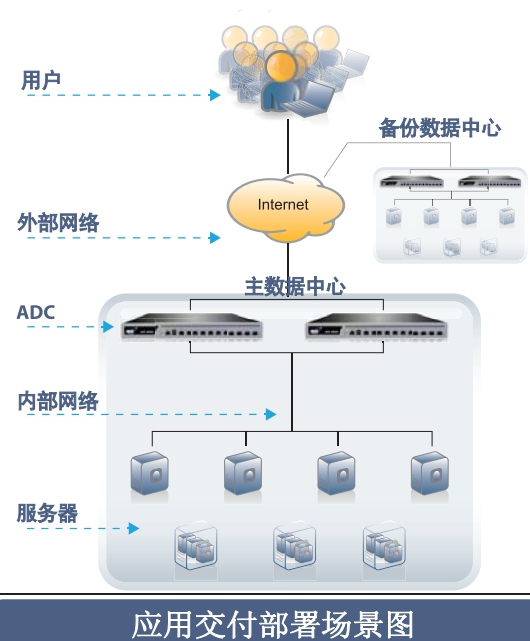 用户
备份数据中心
Internet
外部网络
主数据中心
ADC
内部网络
服务器
应用交付部署场景图